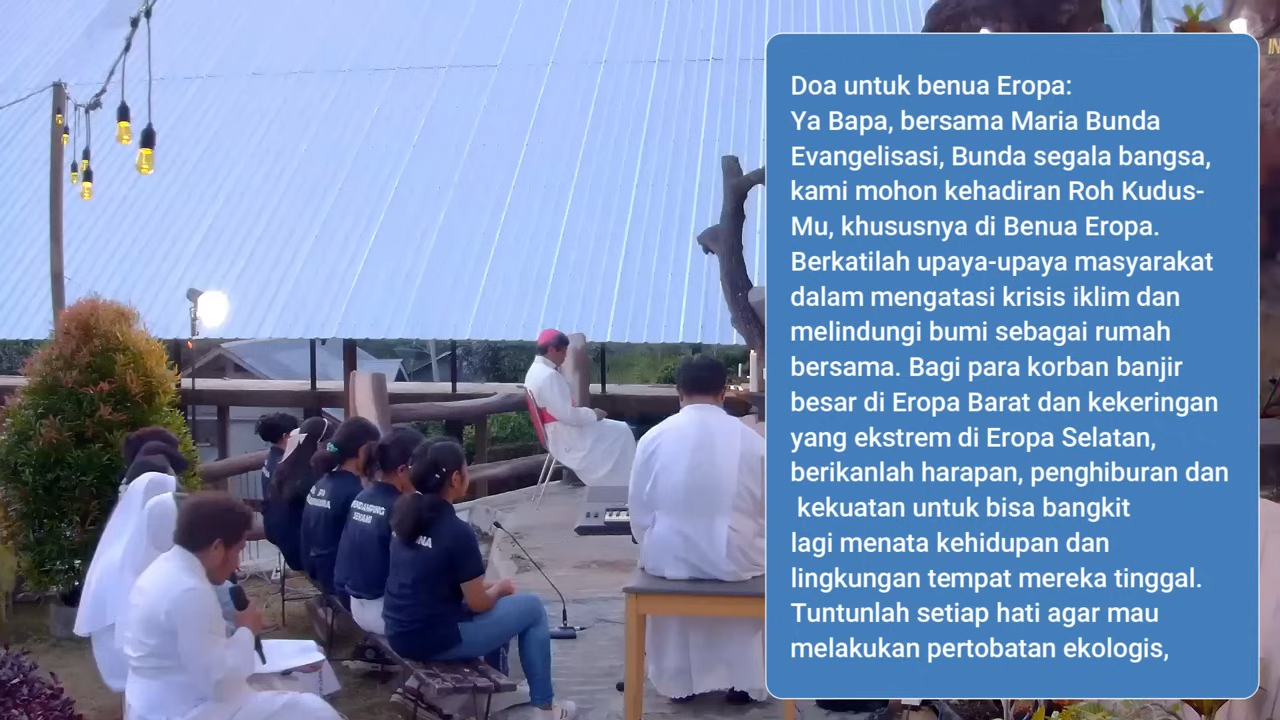 Doa untuk benua Eropa:
Ya Bapa, bersama Maria Bunda
Evangelisasi, Bunda segala bangsa,
kami mohon kehadiran Roh Kudus-
Mu, khususnya di Benua Eropa.
Berkatilah upaya-upaya masyarakat
dalam mengatasi krisis iklim dan
melindungi bumi sebagai rumah
bersama. Bagi para korban banjir
besar di Eropa Barat dan kekeringan
yang ekstrem di Eropa Selatan,
berikanlah harapan, penghiburan dan
kekuatan untuk bisa bangkit
lagi menata kehidupan dan
lingkungan tempat mereka tinggal.
Tuntunlah setiap hati agar mau
melakukan pertobatan ekologis,